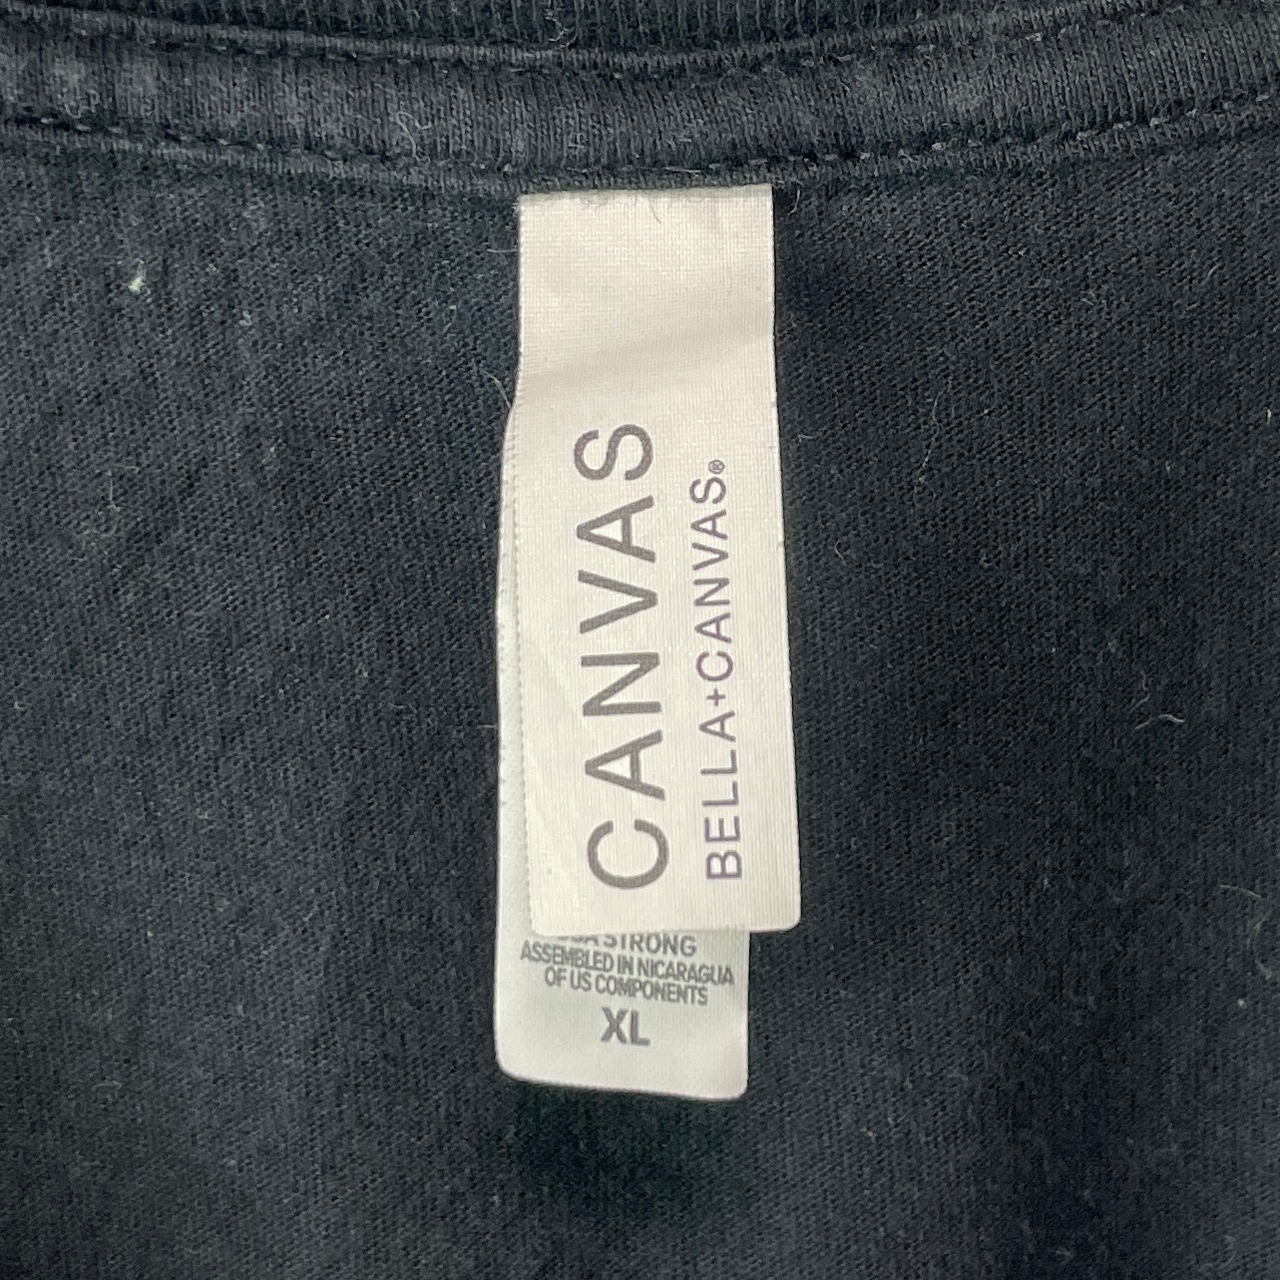 CANVAS
BELLA+CANVAS®
STRONG
ASSEMBLED IN NICARAGUA
OF US COMPONENTS
XL